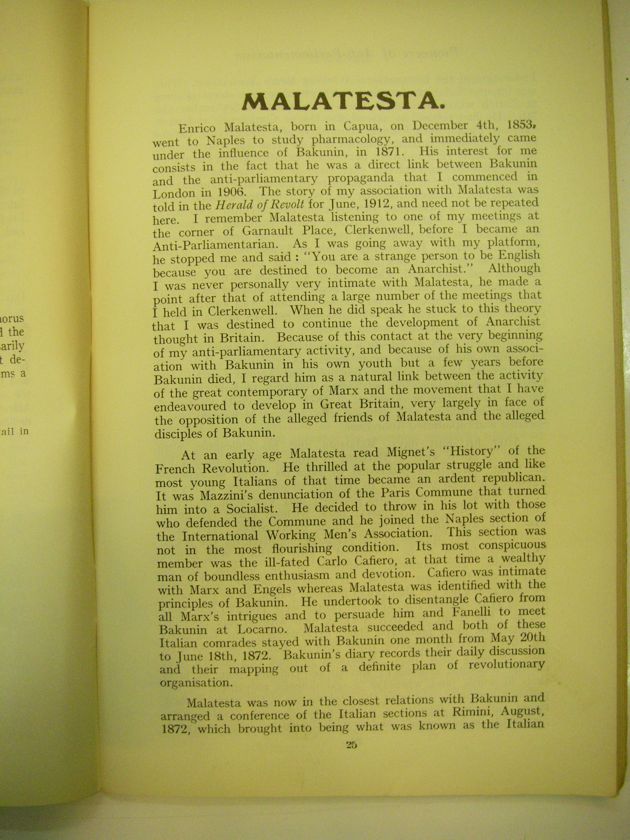 MALATESTA.
Enrico Malatesta, born in Capua, on December 4th, 1853,
went to Naples to study pharmacology, and immediately came
under the influence of Bakunin, in 1871. His interest for me
consists in the fact that he was a direct link between Bakunin
and the anti-parliamentary propaganda that I commenced in
London in 1906. The story of my association with Malatesta was
told in the Herald of Revolt for June, 1912, and need not be repeated
here. I remember Malatesta listening to one of my meetings at
the corner of Garnault Place, Clerkenwell, before I became an
Anti-Parliamentarian. As I was going away with my platform,
he stopped me and said : "You are a strange person to be English
because you are destined to become an Anarchist." Although
I was never personally very intimate with Malatesta, he made a
point after that of attending a large number of the meetings that
I held in Clerkenwell. When he did speak he stuck to this theory
that I was destined to continue the development of Anarchist
thought in Britain. Because of this contact at the very beginning
of my anti-parliamentary activity, and because of his own associ-
ation with Bakunin in his own youth but a few years before
Bakunin died, I regard him as a natural link between the activity
of the great contemporary of Marx and the movement that I have
endeavoured to develop in Great Britain, very largely in face of
the opposition of the alleged friends of Malatesta and the alleged
disciples of Bakunin.
At an early age Malatesta read Mignet's "History" of the
French Revolution. He thrilled at the popular struggle and like
most young Italians of that time became an ardent republican.
It was Mazzini's denunciation of the Paris Commune that turned
him into a Socialist. He decided to throw in his lot with those
who defended the Commune and he joined the Naples section of
the International Working Men's Association. This section was
not in the most flourishing condition. Its most conspicuous
member was the ill-fated Carlo Cafiero, at that time a wealthy
man of boundless enthusiasm and devotion. Cafiero was intimate
with Marx and Engels whereas Malatesta was identified with the
principles of Bakunin. He undertook to disentangle Cafiero from
all Marx's intrigues and to persuade him and Fanelli to meet
Bakunin at Locarno. Malatesta succeeded and both of these
Italian comrades stayed with Bakunin one month from May 20th
to June 18th, 1872. Bakunin's diary records their daily discussion
and their mapping out of a definite plan of revolutionary
organisation.
Malatesta was now in the closest relations with Bakunin and
arranged a conference of the Italian sections at Rimini, August,
1872, which brought into being what was known as the Italian
25